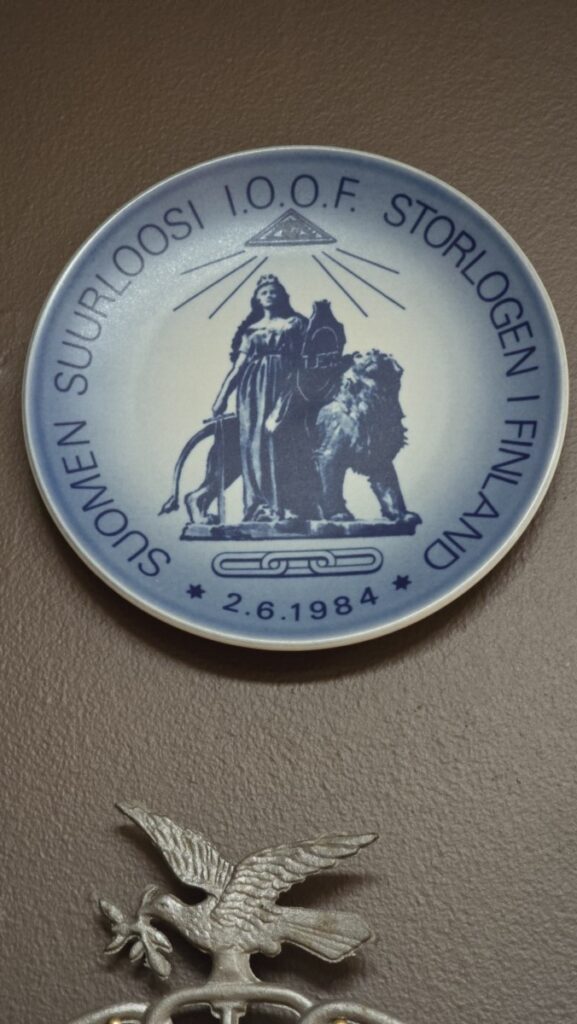 SUOMEN SUURLOOSI I.O.O.F. STORLOGEN I FINLAND
* 2.6.1984 *